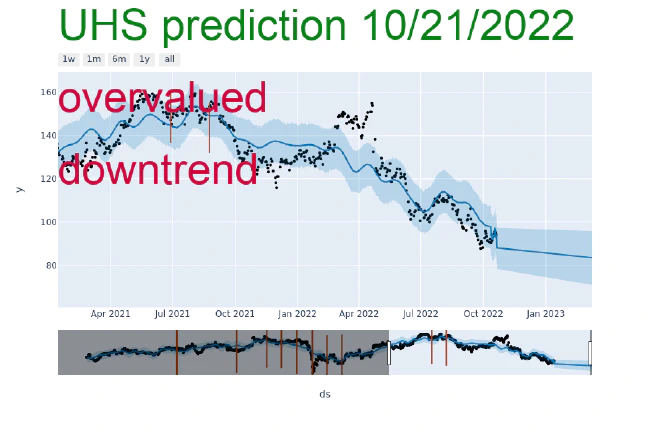 UHS prediction 10/21/2022
1w 1m 6m 1y all
overvalued
downtrend
160
140
120
100
80
y
Apr 2021 Jul 2021 Oct 2021 Jan 2022 Apr 2022 Jul 2022 Oct 2022 Jan 2023
ds